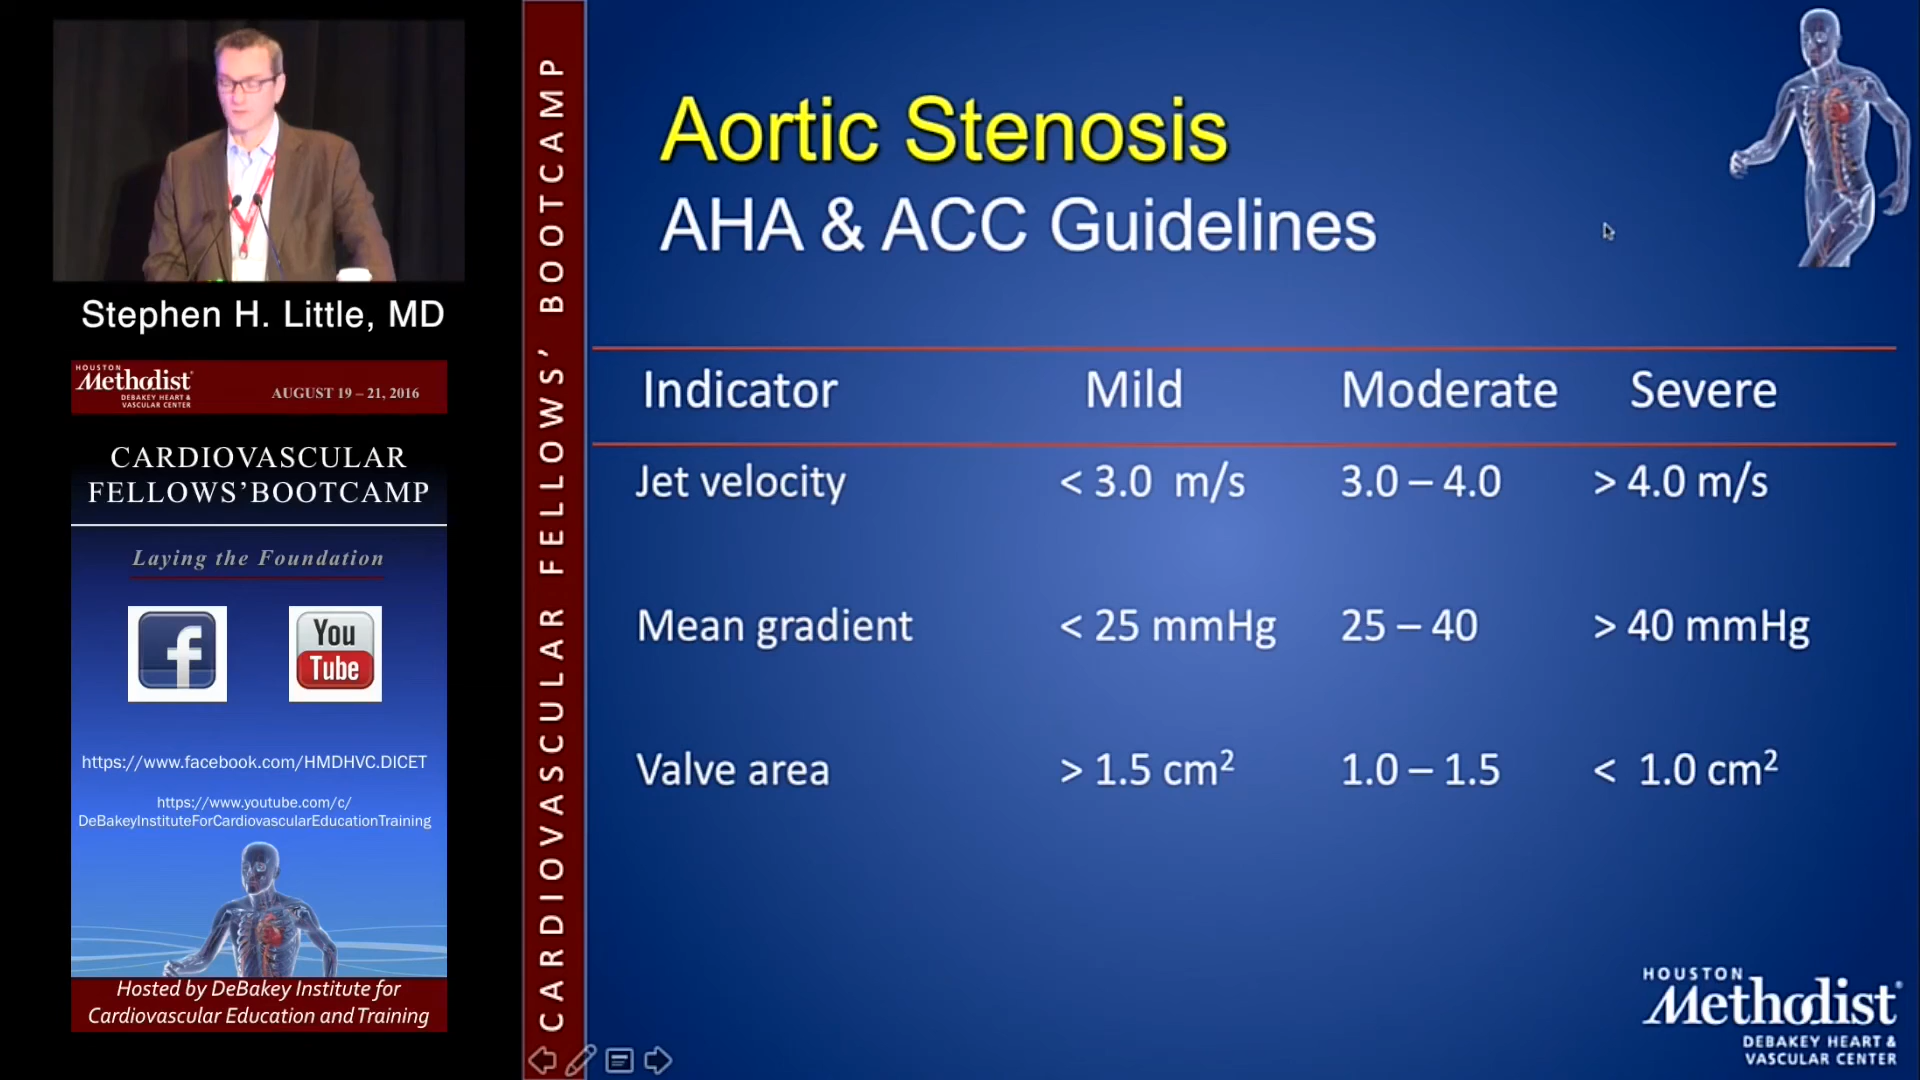 Stephen H. Little, MD
HOUSTON
Methodist
DEBAKEY HEART &
VASCULAR CENTER
AUGUST 19 – 21, 2016
CARDIOVASCULAR
FELLOWS' BOOTCAMP
Laying the Foundation
f
You
Tube
https://www.facebook.com/HMDHVC.DICET
https://www.youtube.com/c/
DeBakeyInstituteForCardiovascularEducationTraining
Hosted by DeBakey Institute for
Cardiovascular Education and Training
CARDIOVASCULAR FELLOWS' BOOTCAMP
Aortic Stenosis
AHA & ACC Guidelines
Indicator Mild Moderate Severe
Jet velocity < 3.0 m/s 3.0 – 4.0 > 4.0 m/s
Mean gradient < 25 mmHg 25 – 40 > 40 mmHg
Valve area > 1.5 cm² 1.0 – 1.5 < 1.0 cm²
HOUSTON
Methodist
DEBAKEY HEART &
VASCULAR CENTER